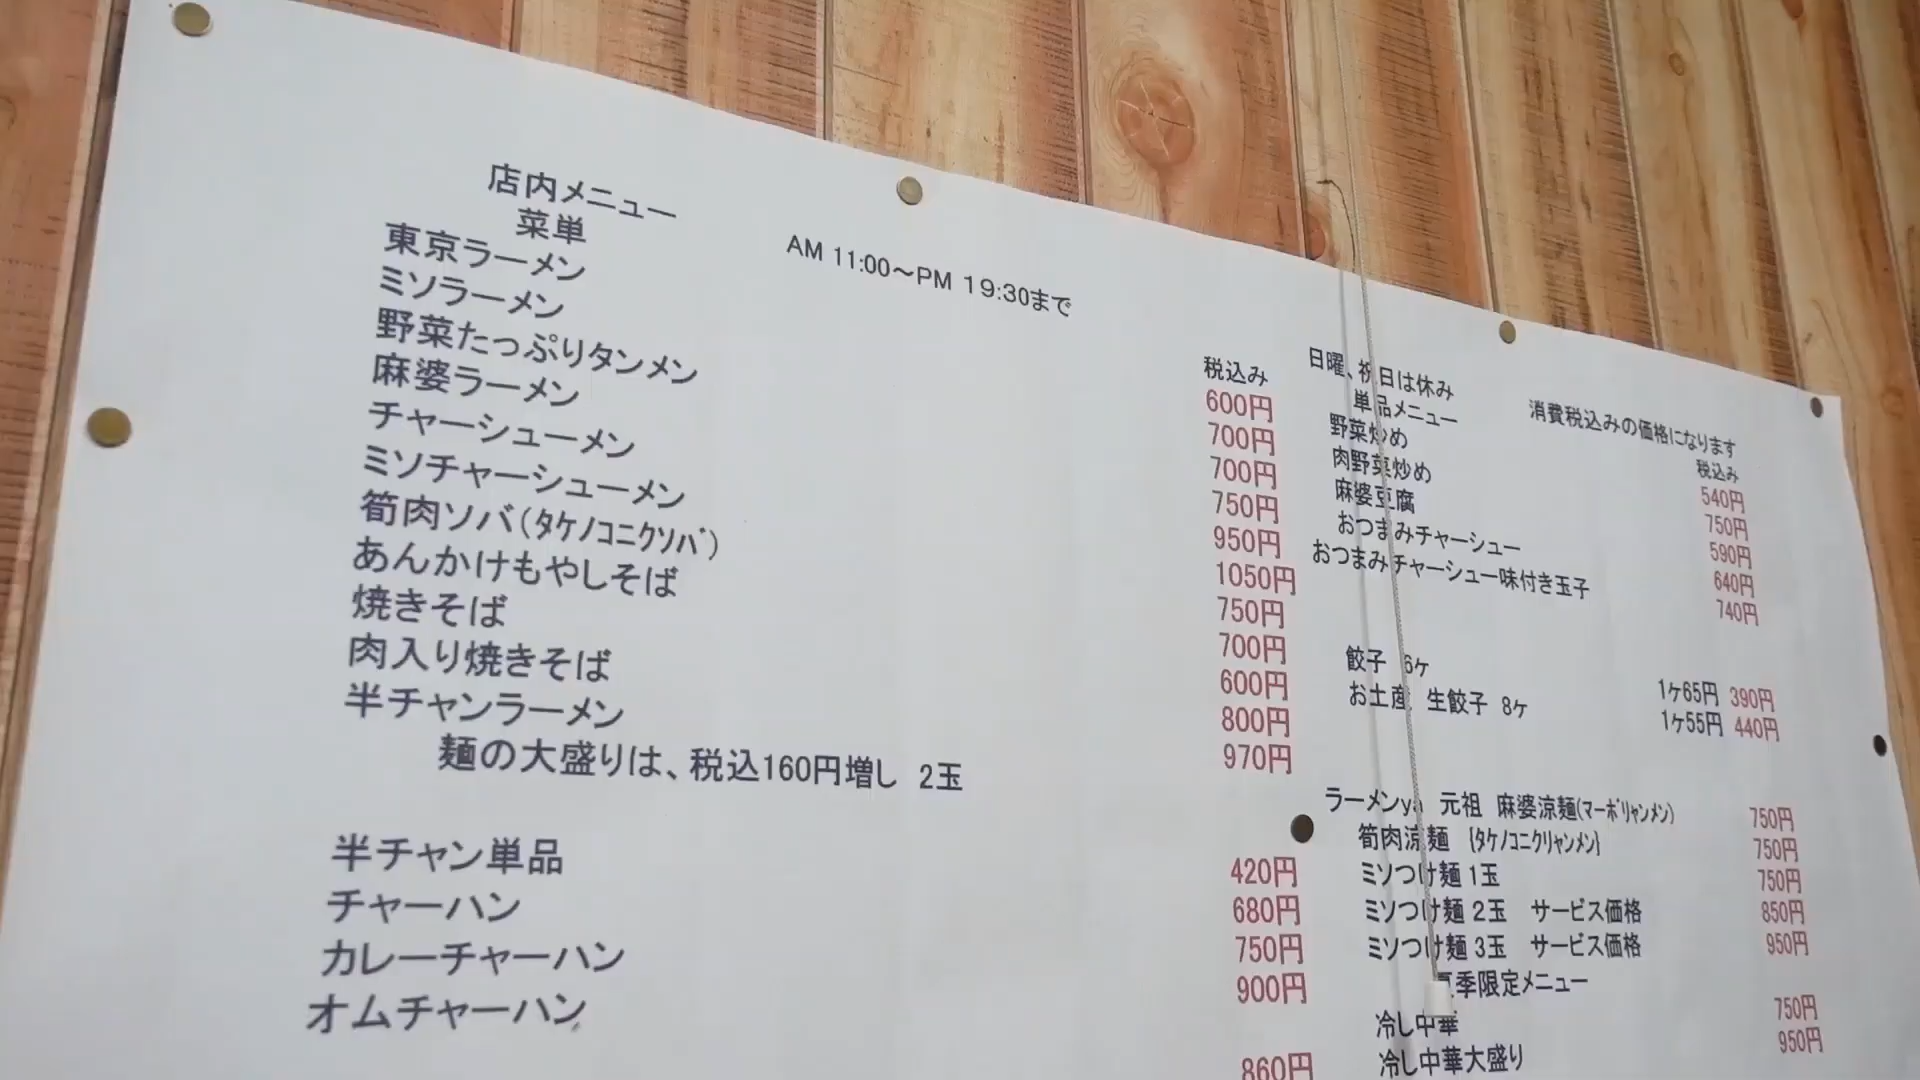 店内メニュー
菜単
AM 11:00～PM 19:30まで
税込み
東京ラーメン 600円
ミソラーメン 700円
野菜たっぷりタンメン 700円
麻婆ラーメン 750円
チャーシューメン 950円
ミソチャーシューメン 1050円
筍肉ソバ(ﾀｹﾉｺﾆｸｿﾊﾞ) 750円
あんかけもやしそば 700円
焼きそば 600円
肉入り焼きそば 800円
半チャンラーメン 970円
麺の大盛りは、税込160円増し 2玉
半チャン単品 420円
チャーハン 680円
カレーチャーハン 750円
オムチャーハン 900円
860円
日曜、祝日は休み
消費税込みの価格になります
単品メニュー 税込み
野菜炒め 540円
肉野菜炒め 750円
麻婆豆腐 590円
おつまみチャーシュー 640円
おつまみチャーシュー味付き玉子 740円
餃子 6ケ 1ケ65円 390円
お土産 生餃子 8ケ 1ケ55円 440円
ラーメンya 元祖 麻婆涼麺(ﾏｰﾎﾞﾘｬﾝﾒﾝ) 750円
筍肉涼麺 {ﾀｹﾉｺﾆｸﾘｬﾝﾒﾝ} 750円
ミソつけ麺 1玉 750円
ミソつけ麺 2玉 サービス価格 850円
ミソつけ麺 3玉 サービス価格 950円
夏季限定メニュー
冷し中華 750円
冷し中華大盛り 950円